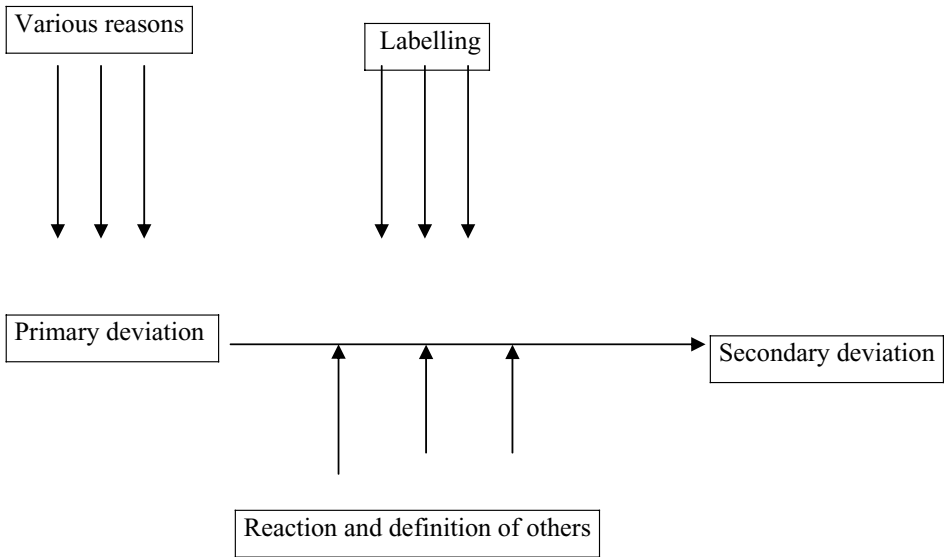 Various reasons
Labelling
Primary deviation
Secondary deviation
Reaction and definition of others